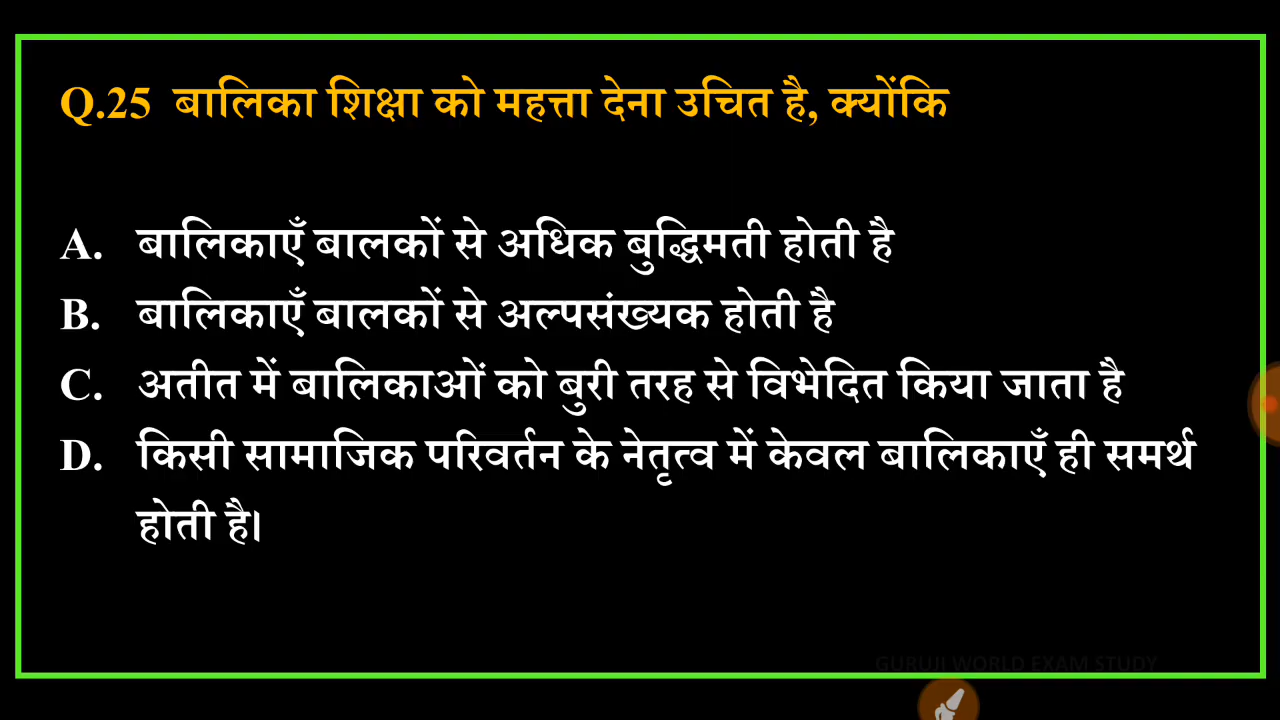 Q.25 बालिका शिक्षा को महत्ता देना उचित है, क्योंकि
A. बालिकाएँ बालकों से अधिक बुद्धिमती होती है
B. बालिकाएँ बालकों से अल्पसंख्यक होती है
C. अतीत में बालिकाओं को बुरी तरह से विभेदित किया जाता है
D. किसी सामाजिक परिवर्तन के नेतृत्व में केवल बालिकाएँ ही समर्थ
होती है।
GURUJI WORLD EXAM STUDY